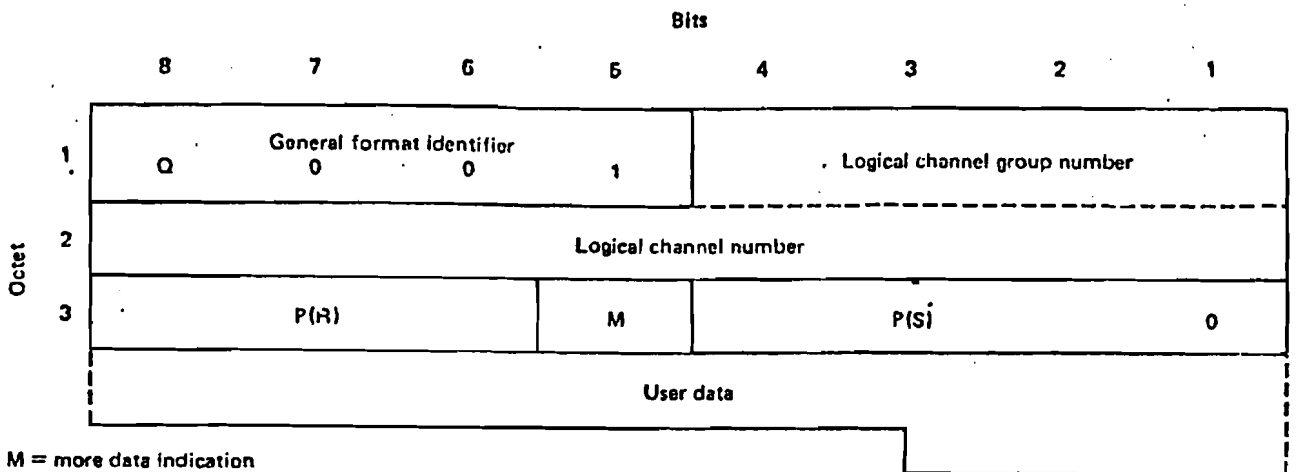 Bits
8 7 6 5 4 3 2 1
General format identifier
1 Q 0 0 1 Logical channel group number
Octet
2 Logical channel number
3 P(R) M P(S) 0
User data
M = more data indication